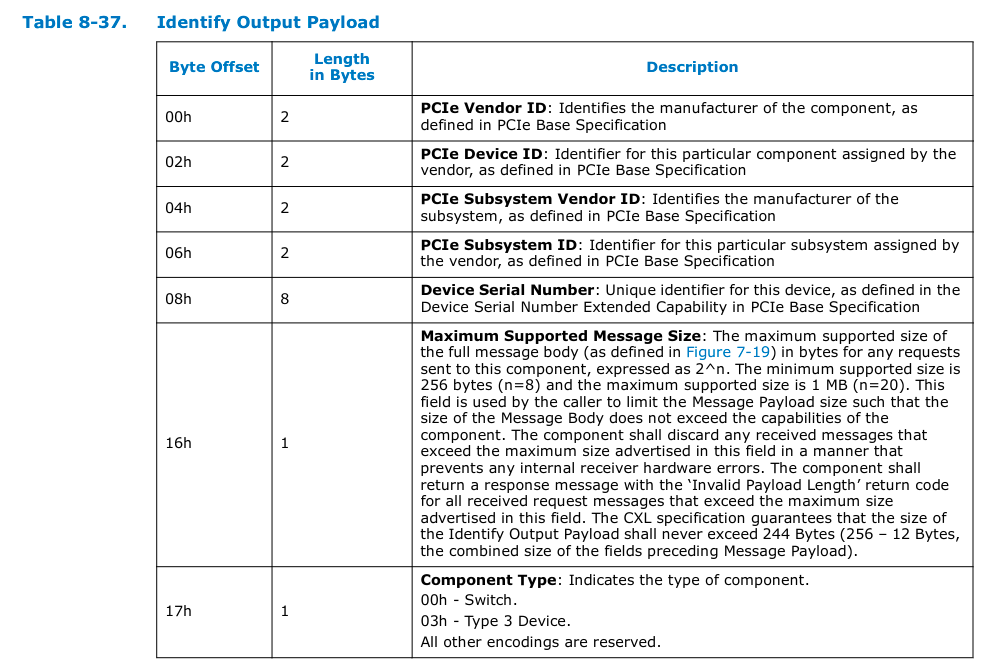 Table 8-37. Identify Output Payload
Byte Offset
Length
in Bytes
Description
00h
2
PCIe Vendor ID: Identifies the manufacturer of the component, as
defined in PCIe Base Specification
02h
2
PCIe Device ID: Identifier for this particular component assigned by the
vendor, as defined in PCIe Base Specification
04h
2
PCIe Subsystem Vendor ID: Identifies the manufacturer of the
subsystem, as defined in PCIe Base Specification
06h
2
PCIe Subsystem ID: Identifier for this particular subsystem assigned by
the vendor, as defined in PCIe Base Specification
08h
8
Device Serial Number: Unique identifier for this device, as defined in the
Device Serial Number Extended Capability in PCIe Base Specification
16h
1
Maximum Supported Message Size: The maximum supported size of
the full message body (as defined in Figure 7-19) in bytes for any requests
sent to this component, expressed as 2^n. The minimum supported size is
256 bytes (n=8) and the maximum supported size is 1 MB (n=20). This
field is used by the caller to limit the Message Payload size such that the
size of the Message Body does not exceed the capabilities of the
component. The component shall discard any received messages that
exceed the maximum size advertised in this field in a manner that
prevents any internal receiver hardware errors. The component shall
return a response message with the ‘Invalid Payload Length’ return code
for all received request messages that exceed the maximum size
advertised in this field. The CXL specification guarantees that the size of
the Identify Output Payload shall never exceed 244 Bytes (256 – 12 Bytes,
the combined size of the fields preceding Message Payload).
17h
1
Component Type: Indicates the type of component.
00h - Switch.
03h - Type 3 Device.
All other encodings are reserved.